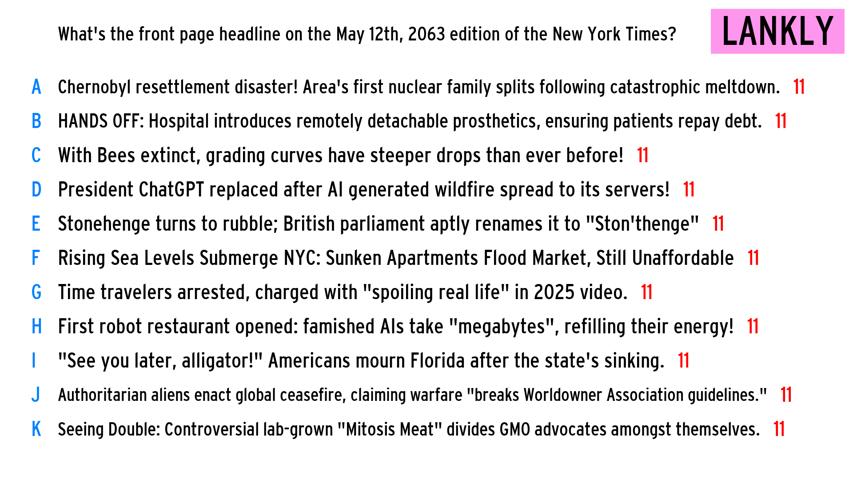 What's the front page headline on the May 12th, 2063 edition of the New York Times?
LANKLY
A Chernobyl resettlement disaster! Area's first nuclear family splits following catastrophic meltdown. 11
B HANDS OFF: Hospital introduces remotely detachable prosthetics, ensuring patients repay debt. 11
C With Bees extinct, grading curves have steeper drops than ever before! 11
D President ChatGPT replaced after AI generated wildfire spread to its servers! 11
E Stonehenge turns to rubble; British parliament aptly renames it to "Ston'thenge" 11
F Rising Sea Levels Submerge NYC: Sunken Apartments Flood Market, Still Unaffordable 11
G Time travelers arrested, charged with "spoiling real life" in 2025 video. 11
H First robot restaurant opened: famished AIs take "megabytes", refilling their energy! 11
I "See you later, alligator!" Americans mourn Florida after the state's sinking. 11
J Authoritarian aliens enact global ceasefire, claiming warfare "breaks Worldowner Association guidelines." 11
K Seeing Double: Controversial lab-grown "Mitosis Meat" divides GMO advocates amongst themselves. 11